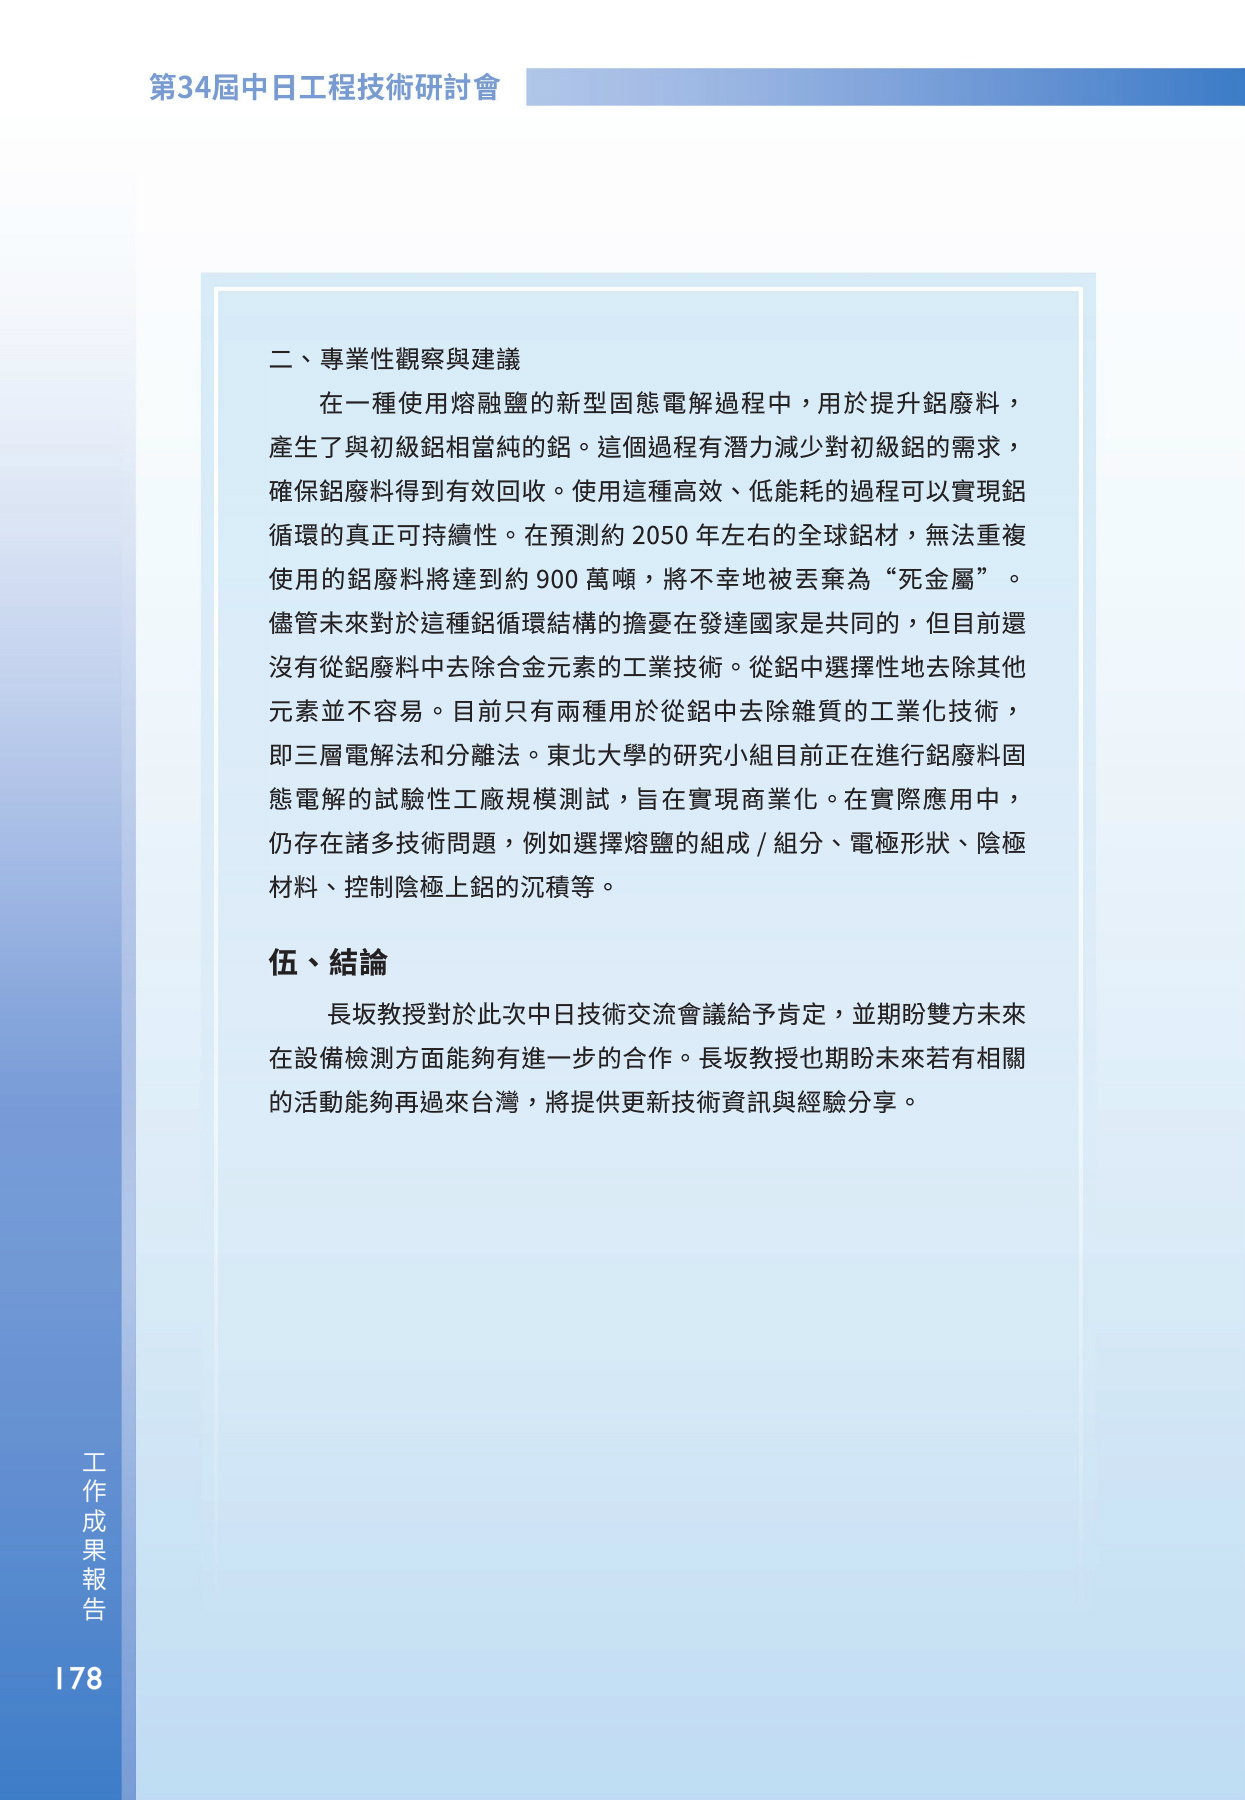 第34屆中日工程技術研討會
二、專業性觀察與建議
在一種使用熔融鹽的新型固態電解過程中，用於提升鋁廢料，
產生了與初級鋁相當純的鋁。這個過程有潛力減少對初級鋁的需求，
確保鋁廢料得到有效回收。使用這種高效、低能耗的過程可以實現鋁
循環的真正可持續性。在預測約 2050 年左右的全球鋁材，無法重複
使用的鋁廢料將達到約 900 萬噸，將不幸地被丟棄為“死金屬”。
儘管未來對於這種鋁循環結構的擔憂在發達國家是共同的，但目前還
沒有從鋁廢料中去除合金元素的工業技術。從鋁中選擇性地去除其他
元素並不容易。目前只有兩種用於從鋁中去除雜質的工業化技術，
即三層電解法和分離法。東北大學的研究小組目前正在進行鋁廢料固
態電解的試驗性工廠規模測試，旨在實現商業化。在實際應用中，
仍存在諸多技術問題，例如選擇熔鹽的組成 / 組分、電極形狀、陰極
材料、控制陰極上鋁的沉積等。
伍、結論
長坂教授對於此次中日技術交流會議給予肯定，並期盼雙方未來
在設備檢測方面能夠有進一步的合作。長坂教授也期盼未來若有相關
的活動能夠再過來台灣，將提供更新技術資訊與經驗分享。
工作成果報告
178